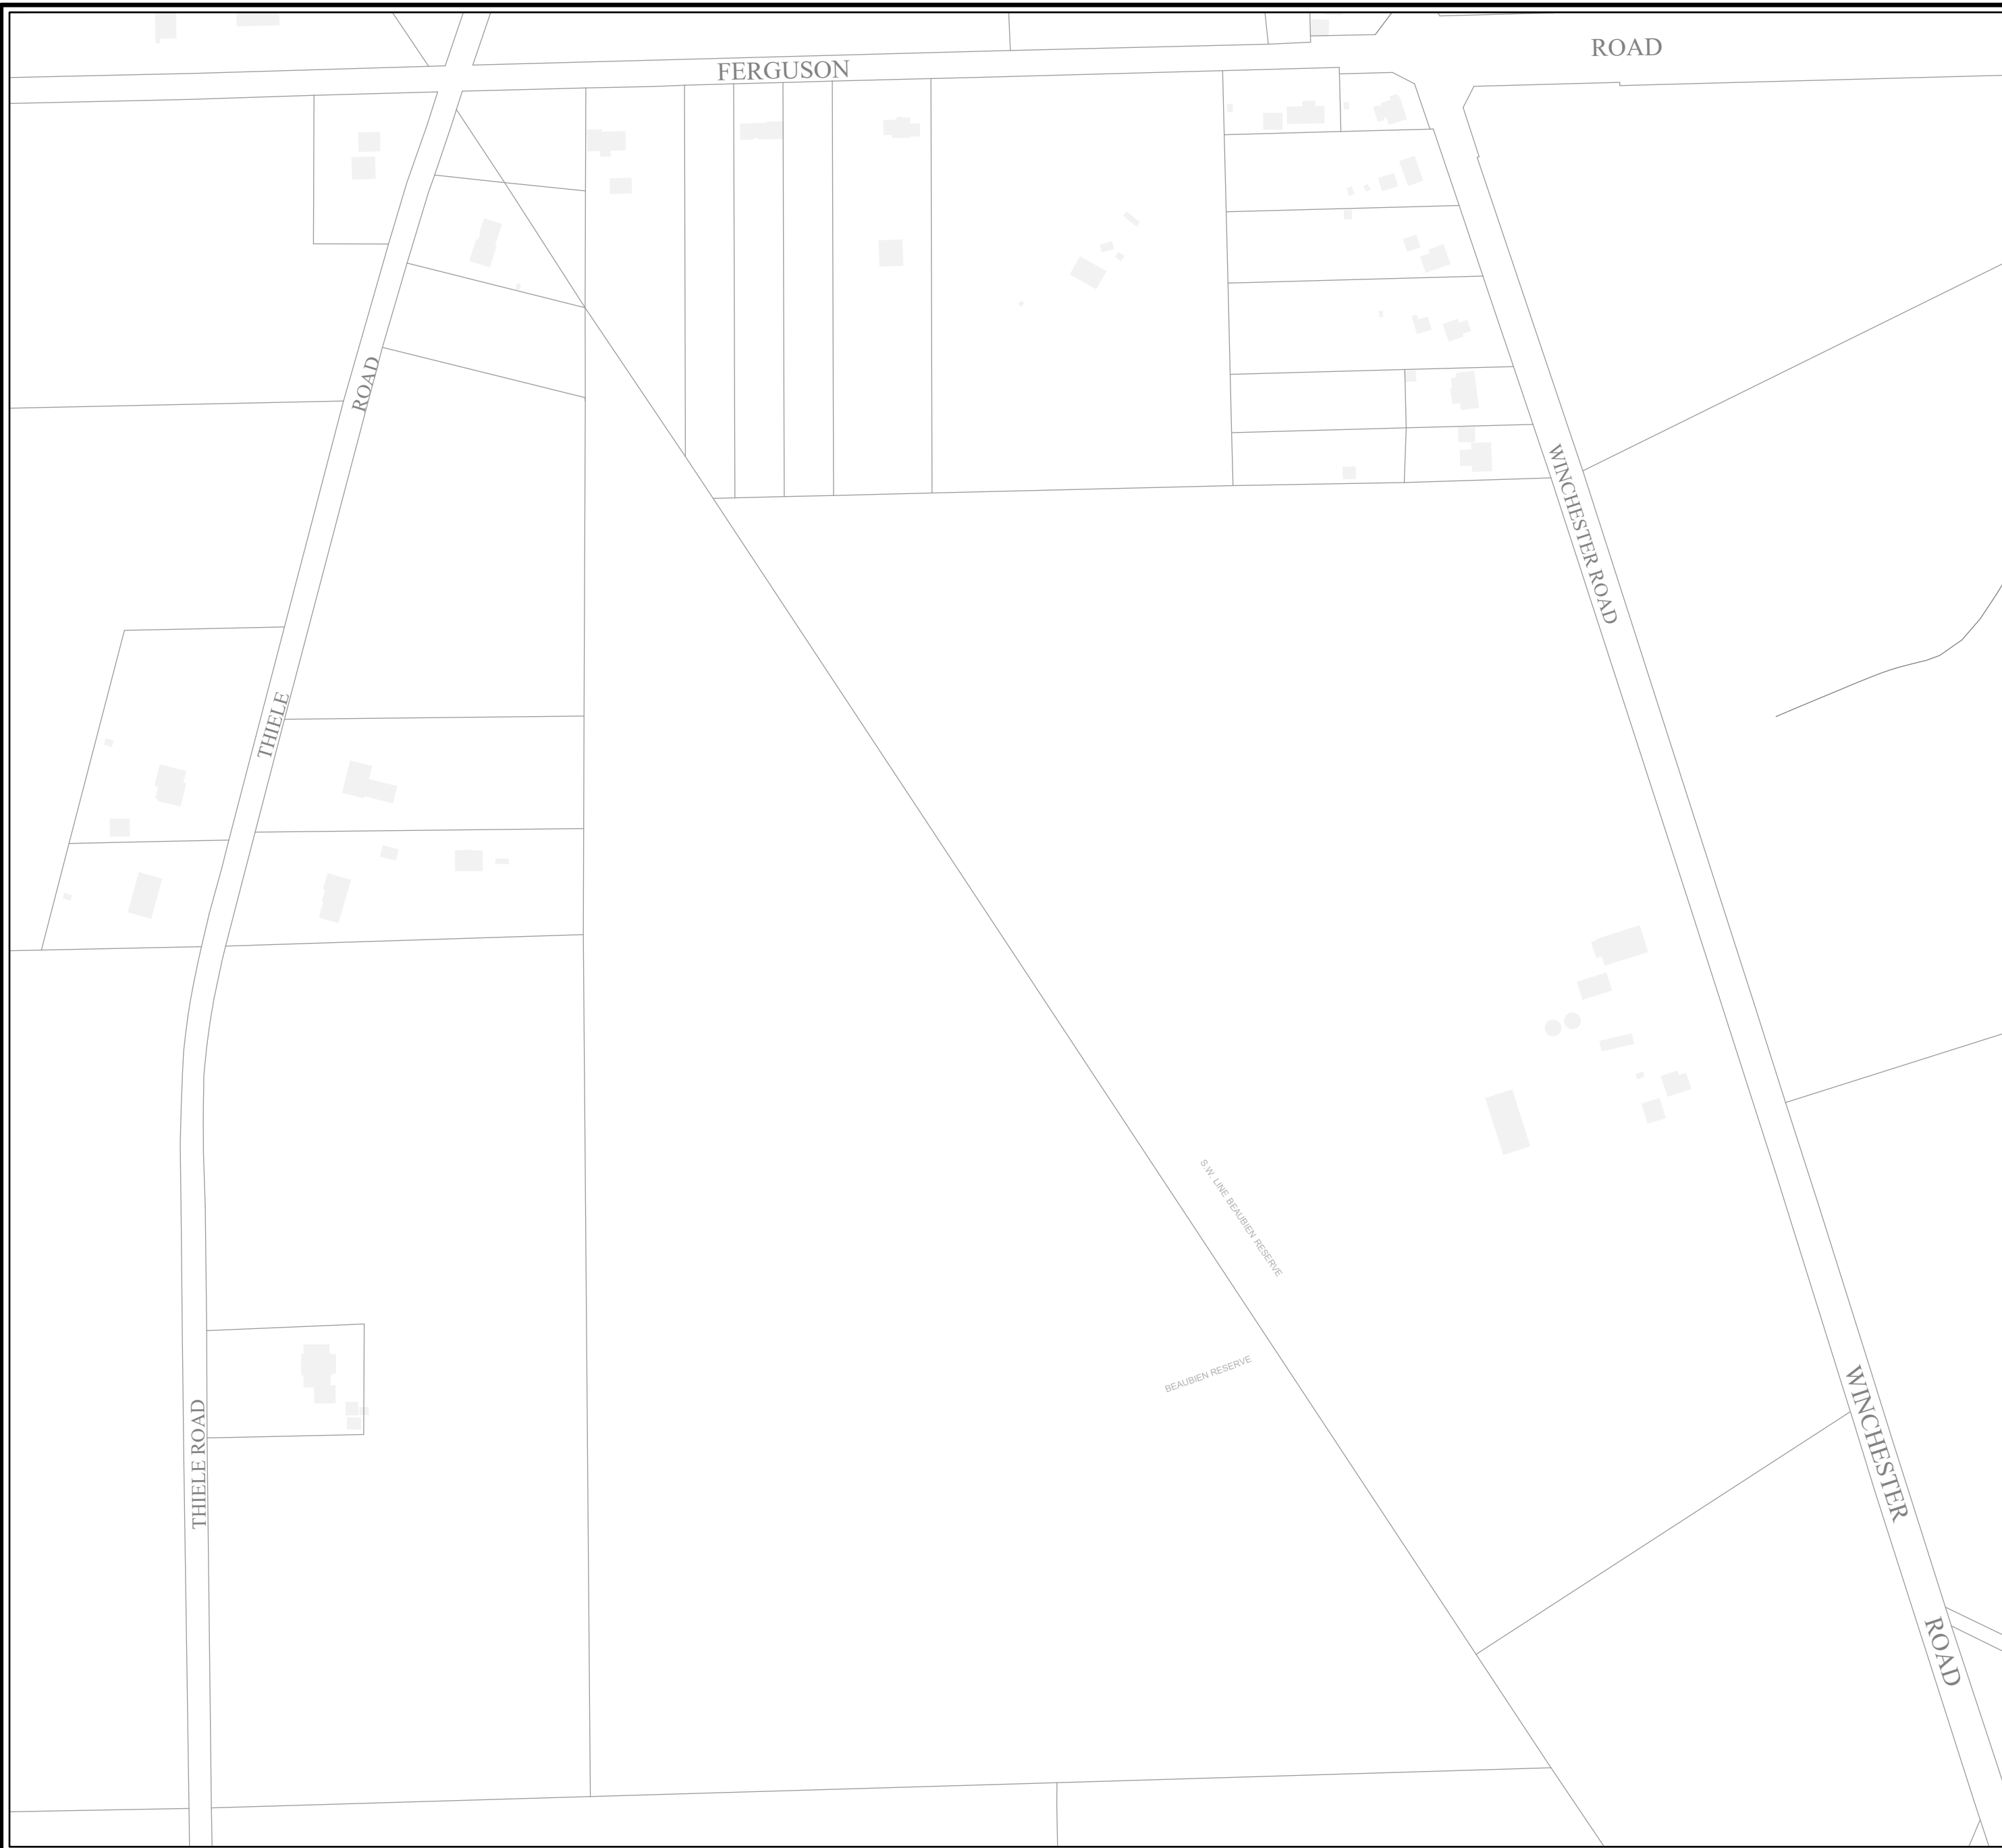 ROAD
FERGUSON
ROAD
WINCHESTER ROAD
THIELE
S.W. LINE BEAUBIEN RESERVE
BEAUBIEN RESERVE
WINCHESTER
THIELE ROAD
ROAD